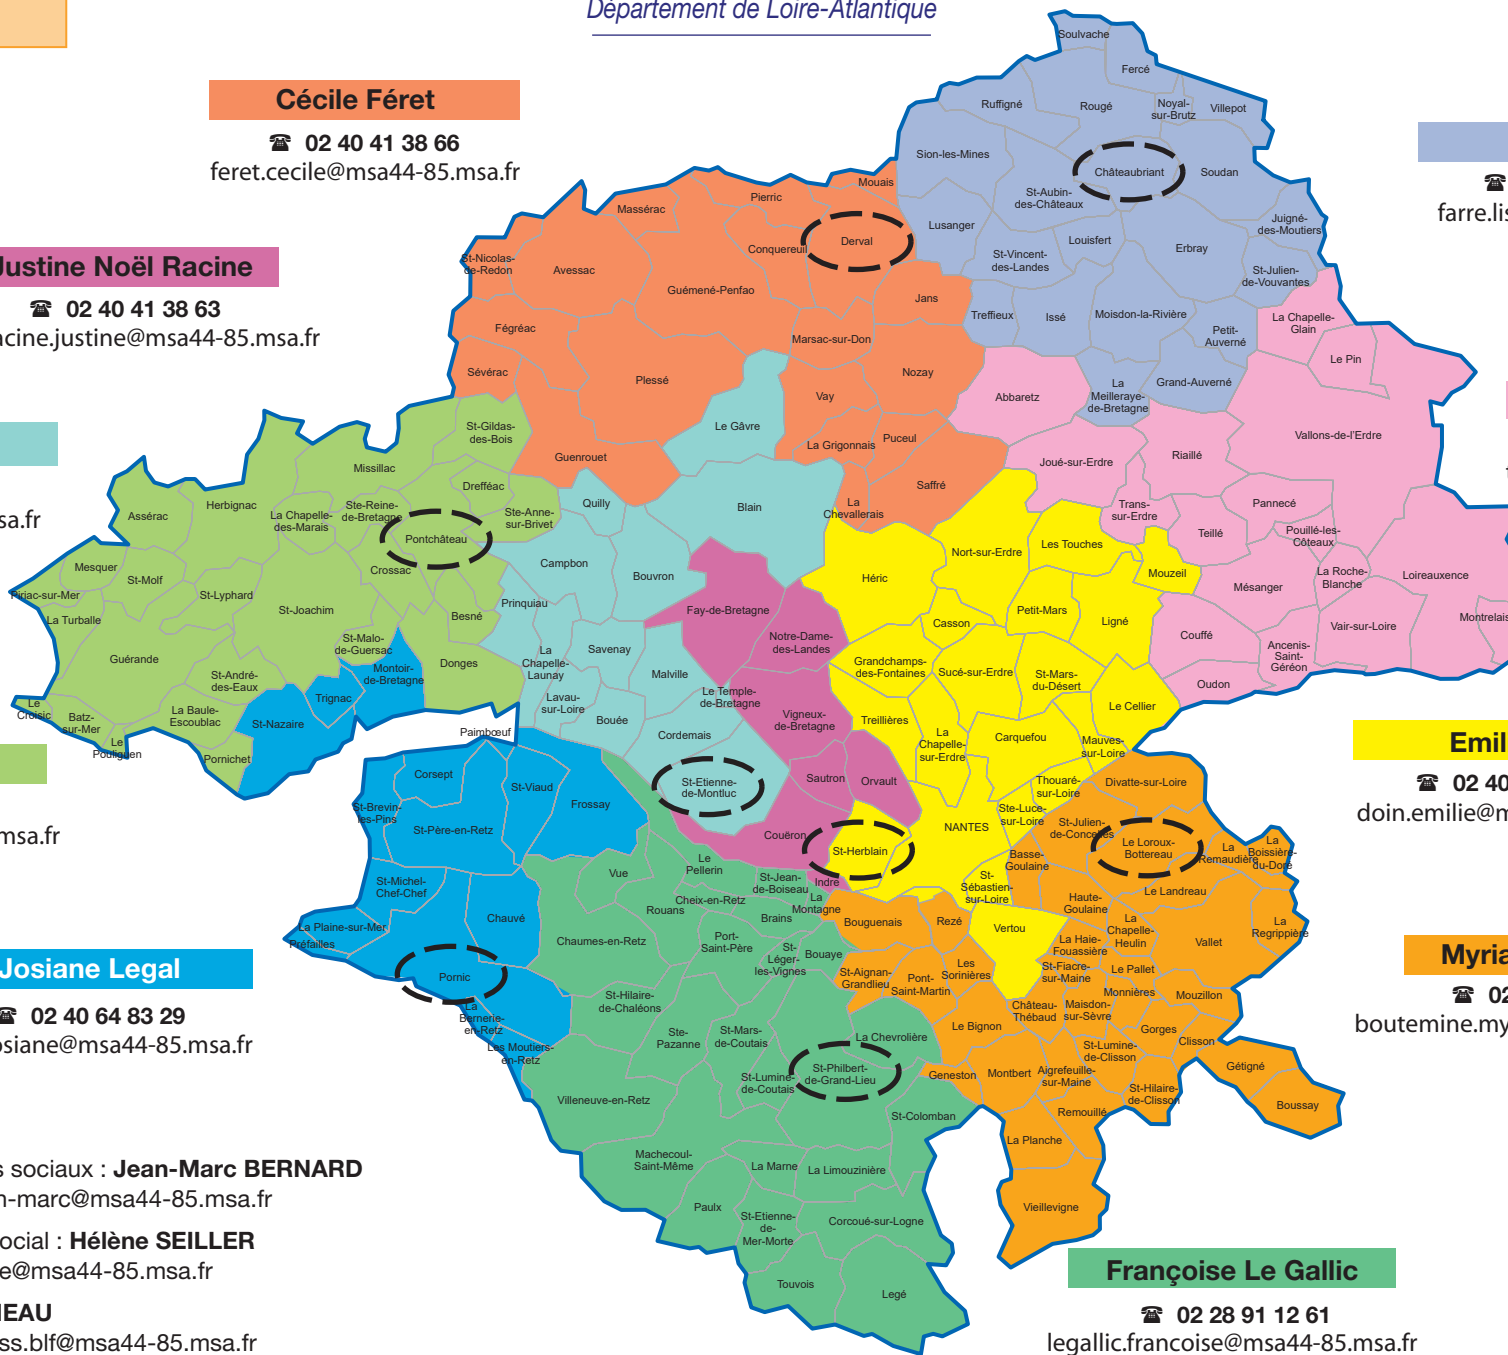 Département de Loire-Atlantique
Cécile Féret
☎ 02 40 41 38 66
feret.cecile@msa44-85.msa.fr
Justine Noël Racine
☎ 02 40 41 38 63
acine.justine@msa44-85.msa.fr
sa.fr
msa.fr
Josiane Legal
☎ 02 40 64 83 29
osiane@msa44-85.msa.fr
s sociaux : Jean-Marc BERNARD
n-marc@msa44-85.msa.fr
ocial : Hélène SEILLER
e@msa44-85.msa.fr
IEAU
ss.blf@msa44-85.msa.fr
☎
farre.lis
Emil
☎ 02 40
doin.emilie@m
Myria
☎ 02
boutemine.my
Françoise Le Gallic
☎ 02 28 91 12 61
legallic.francoise@msa44-85.msa.fr
Soulvache
Fercé
Ruffigné
Rougé
Noyal-
sur-Brutz
Villepot
Sion-les-Mines
Châteaubriant
Soudan
St-Aubin-
des-Châteaux
Lusanger
Louisfert
Erbray
Juigné-
des-Moutiers
St-Vincent-
des-Landes
St-Julien-
de-Vouvantes
Treffieux
Issé
Moisdon-la-Rivière
Petit-
Auverné
Grand-Auverné
La
Meilleraye-
de-Bretagne
Mouais
Pierric
Massérac
Derval
Conquereuil
St-Nicolas-
de-Redon
Avessac
Guémené-Penfao
Jans
Fégréac
Marsac-sur-Don
Sévérac
Plessé
Nozay
Vay
La Grigonnais
Puceul
Guenrouet
Saffré
La
Chevallerais
La Chapelle-
Glain
Le Pin
Abbaretz
Vallons-de-l'Erdre
Joué-sur-Erdre
Riaillé
Trans-
sur-Erdre
Pannecé
Teillé
Pouillé-les-
Côteaux
Mésanger
La Roche-
Blanche
Loireauxence
Montrelais
Vair-sur-Loire
Couffé
Ancenis-
Saint-
Géréon
Oudon
St-Gildas-
des-Bois
Missillac
Drefféac
Herbignac
La Chapelle-
des-Marais
Ste-Reine-
de-Bretagne
Ste-Anne-
sur-Brivet
Assérac
Pontchâteau
Mesquer
St-Molf
Crossac
Piriac-sur-Mer
St-Lyphard
St-Joachim
Besné
La Turballe
St-Malo-
de-Guersac
Guérande
Donges
St-André-
des-Eaux
La Baule-
Escoublac
Le
Croisic
Batz-
sur-Mer
Le
Pouliguen
Pornichet
Le Gâvre
Quilly
Blain
Campbon
Bouvron
Prinquiau
La
Chapelle-
Launay
Savenay
Malville
Lavau-
sur-Loire
Bouée
Le Temple-
de-Bretagne
Cordemais
St-Etienne-
de-Montluc
Fay-de-Bretagne
Notre-Dame-
des-Landes
Vigneux-
de-Bretagne
Sautron
Orvault
Couëron
Indre
Héric
Nort-sur-Erdre
Les Touches
Mouzeil
Casson
Petit-Mars
Ligné
Grandchamps-
des-Fontaines
Sucé-sur-Erdre
St-Mars-
du-Désert
Le Cellier
Treillières
La
Chapelle-
sur-Erdre
Carquefou
Mauves-
sur-Loire
Thouaré-
sur-Loire
Ste-Luce-
sur-Loire
NANTES
St-Herblain
St-
Sébastien-
sur-Loire
Vertou
Montoir-
de-Bretagne
Trignac
St-Nazaire
Paimbœuf
Corsept
St-Viaud
Frossay
St-Brevin-
les-Pins
St-Père-en-Retz
St-Michel-
Chef-Chef
Chauvé
La Plaine-sur-Mer
Préfailles
Pornic
La
Bernerie-
en-Retz
Les Moutiers-
en-Retz
Vue
Le
Pellerin
St-Jean-
de-Boiseau
La
Montagne
Rouans
Cheix-en-Retz
Brains
Chaumes-en-Retz
Port-
Saint-Père
St-
Léger-
les-Vignes
Bouaye
St-Hilaire-
de-Chaléons
Ste-
Pazanne
St-Mars-
de-Coutais
La Chevrolière
St-Lumine-
de-Coutais
St-Philbert-
de-Grand-Lieu
Villeneuve-en-Retz
St-Colomban
Machecoul-
Saint-Même
La Marne
La Limouzinière
Paulx
St-Etienne-
de-
Mer-Morte
Corcoué-sur-Logne
Touvois
Legé
Divatte-sur-Loire
St-Julien-
de-Concelles
Le Loroux-
Bottereau
La
Remaudière
La
Boissière-
du-Doré
Basse-
Goulaine
Le Landreau
Haute-
Goulaine
La
Chapelle-
Heulin
La
Regrippière
Vallet
Bouguenais
Rezé
La Haie-
Fouassière
Les
Sorinières
St-Fiacre-
sur-Maine
Le Pallet
St-Aignan-
Grandlieu
Pont-
Saint-Martin
Monnières
Mouzillon
Château-
Thébaud
Maisdon-
sur-Sèvre
Le Bignon
Gorges
Clisson
St-Lumine-
de-Clisson
Gétigné
Geneston
Montbert
Aigrefeuille-
sur-Maine
St-Hilaire-
de-Clisson
Boussay
Remouillé
La Planche
Vieillevigne